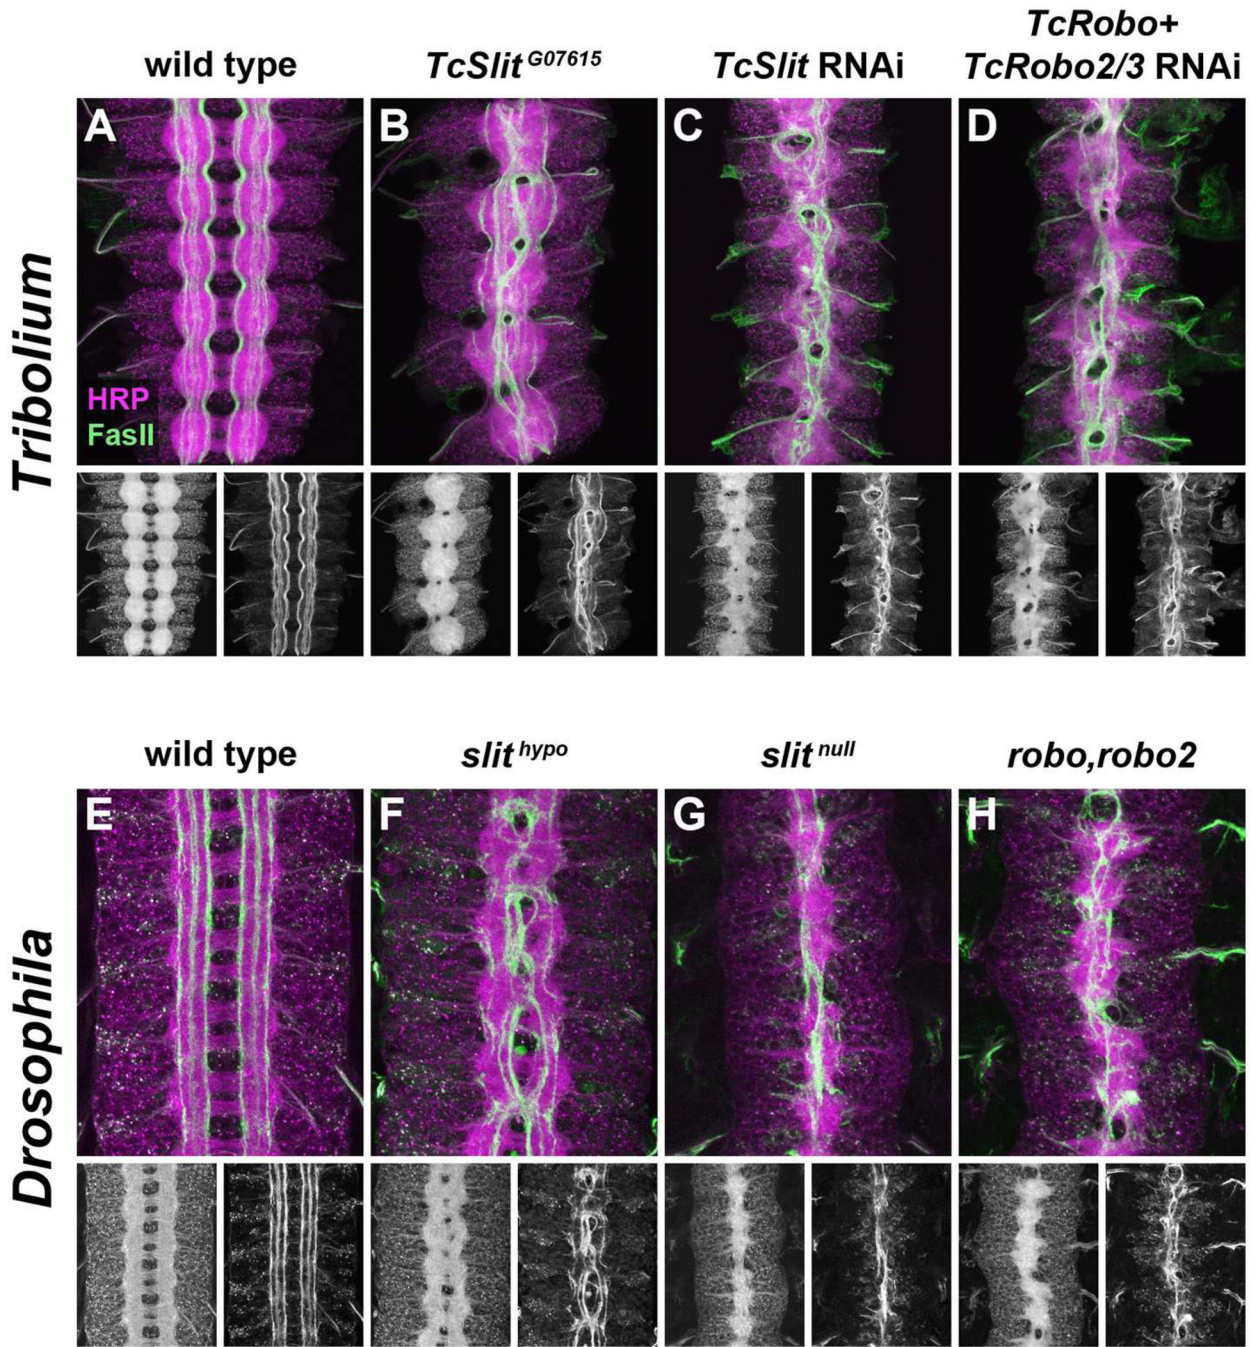 wild type
TcSlit G07615
TcSlit RNAi
TcRobo+
TcRobo2/3 RNAi
Tribolium
A
B
C
D
HRP
FasII
wild type
slit hypo
slit null
robo,robo2
Drosophila
E
F
G
H